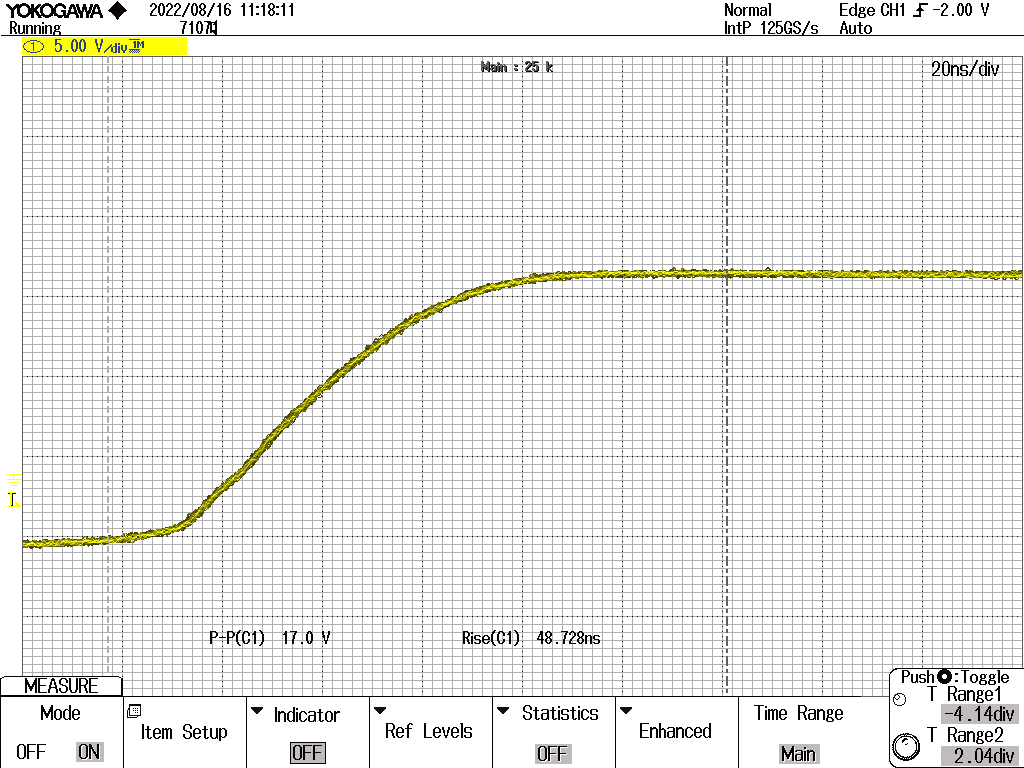 YOKOGAWA 2022/08/16 11:18:11 Normal Edge CH1 -2.00 V
Running IntP 125GS/s Auto
1 5.00 V/div
Main : 25 k
20ns/div
T
P-P(C1) 17.0 V Rise(C1) 48.728ns
MEASURE
Mode
OFF ON
Item Setup
Indicator
OFF
Ref Levels
Statistics
OFF
Enhanced
Time Range
Main
Push :Toggle
T Range1
-4.14div
T Range2
2.04div